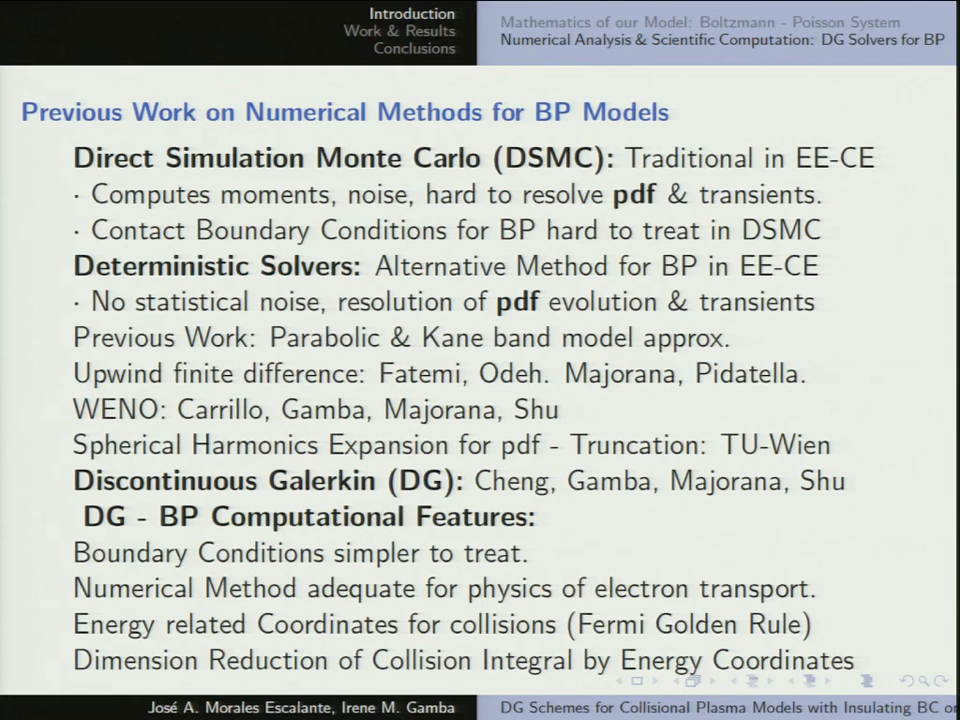 Introduction
Work & Results
Conclusions
Mathematics of our Model: Boltzmann - Poisson System
Numerical Analysis & Scientific Computation: DG Solvers for BP
Previous Work on Numerical Methods for BP Models
Direct Simulation Monte Carlo (DSMC): Traditional in EE-CE
· Computes moments, noise, hard to resolve pdf & transients.
· Contact Boundary Conditions for BP hard to treat in DSMC
Deterministic Solvers: Alternative Method for BP in EE-CE
· No statistical noise, resolution of pdf evolution & transients
Previous Work: Parabolic & Kane band model approx.
Upwind finite difference: Fatemi, Odeh. Majorana, Pidatella.
WENO: Carrillo, Gamba, Majorana, Shu
Spherical Harmonics Expansion for pdf - Truncation: TU-Wien
Discontinuous Galerkin (DG): Cheng, Gamba, Majorana, Shu
DG - BP Computational Features:
Boundary Conditions simpler to treat.
Numerical Method adequate for physics of electron transport.
Energy related Coordinates for collisions (Fermi Golden Rule)
Dimension Reduction of Collision Integral by Energy Coordinates
José A. Morales Escalante, Irene M. Gamba
DG Schemes for Collisional Plasma Models with Insulating BC